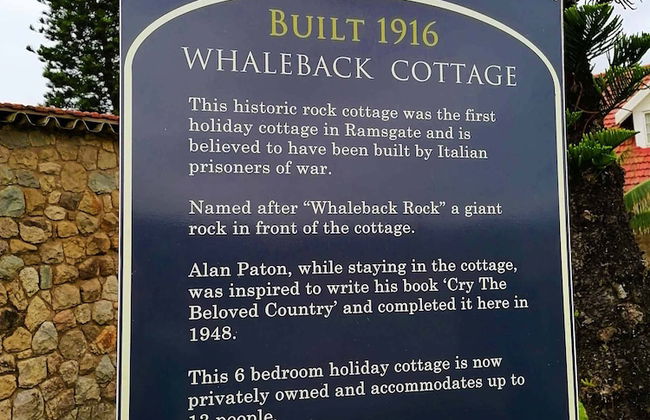 BUILT 1916
WHALEBACK COTTAGE
This historic rock cottage was the first
holiday cottage in Ramsgate and is
believed to have been built by Italian
prisoners of war.
Named after “Whaleback Rock” a giant
rock in front of the cottage.
Alan Paton, while staying in the cottage,
was inspired to write his book ‘Cry The
Beloved Country’ and completed it here in
1948.
This 6 bedroom holiday cottage is now
privately owned and accommodates up to
people.